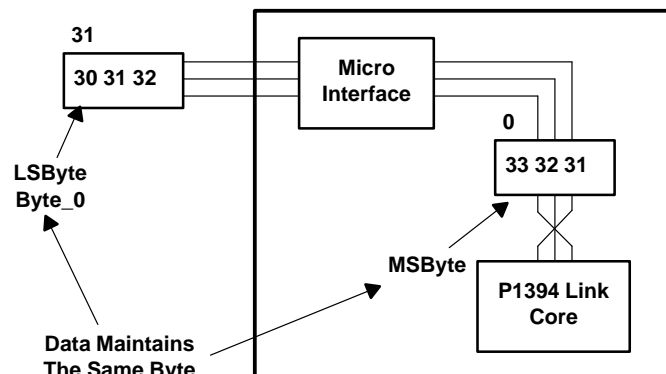 31
30 31 32
Micro
Interface
0
33 32 31
LSByte
Byte_0
MSByte
P1394 Link
Core
Data Maintains
The Same Byte